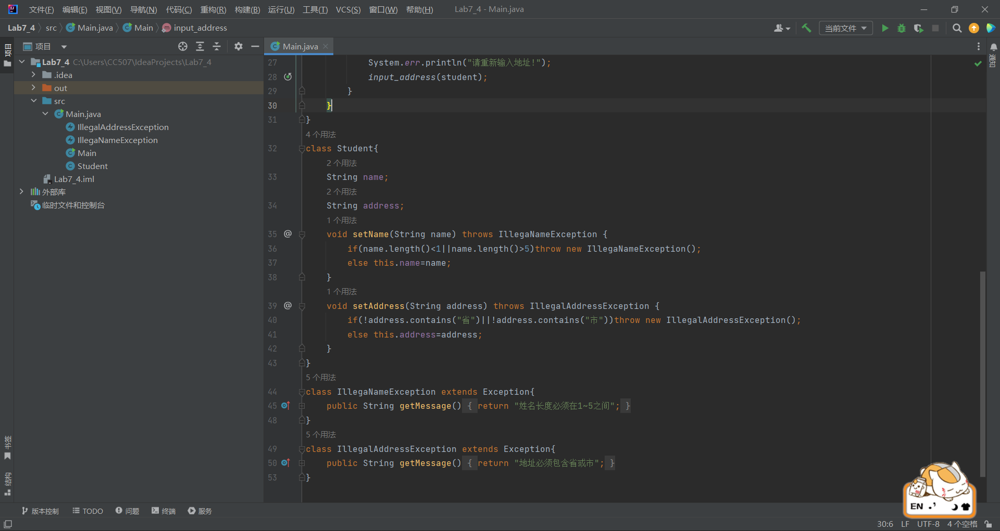 文件(F) 编辑(E) 视图(V) 导航(N) 代码(C) 重构(R) 构建(B) 运行(U) 工具(T) VCS(S) 窗口(W) 帮助(H) Lab7_4 - Main.java
Lab7_4 src Main.java Main input_address 当前文件
项目
Main.java
Lab7_4 C:\Users\CC507\IdeaProjects\Lab7_4
.idea
out
src
Main.java
IllegalAddressException
IllegaNameException
Main
Student
Lab7_4.iml
外部库
临时文件和控制台
项目
书签
结构
27 System.err.println("请重新输入地址!");
28 input_address(student);
29 }
30 }
31 }
4 个用法
32 class Student{
2 个用法
33 String name;
2 个用法
34 String address;
1 个用法
35 @ void setName(String name) throws IllegaNameException {
36 if(name.length()<1||name.length()>5)throw new IllegaNameException();
37 else this.name=name;
38 }
1 个用法
39 @ void setAddress(String address) throws IllegalAddressException {
40 if(!address.contains("省")||!address.contains("市"))throw new IllegalAddressException();
41 else this.address=address;
42 }
43 }
5 个用法
44 class IllegaNameException extends Exception{
45 public String getMessage() { return "姓名长度必须在1~5之间"; }
48 }
5 个用法
49 class IllegalAddressException extends Exception{
50 public String getMessage() { return "地址必须包含省或市"; }
53 }
通知
EN
版本控制 TODO 问题 终端 服务
30:6 LF UTF-8 4 个空格